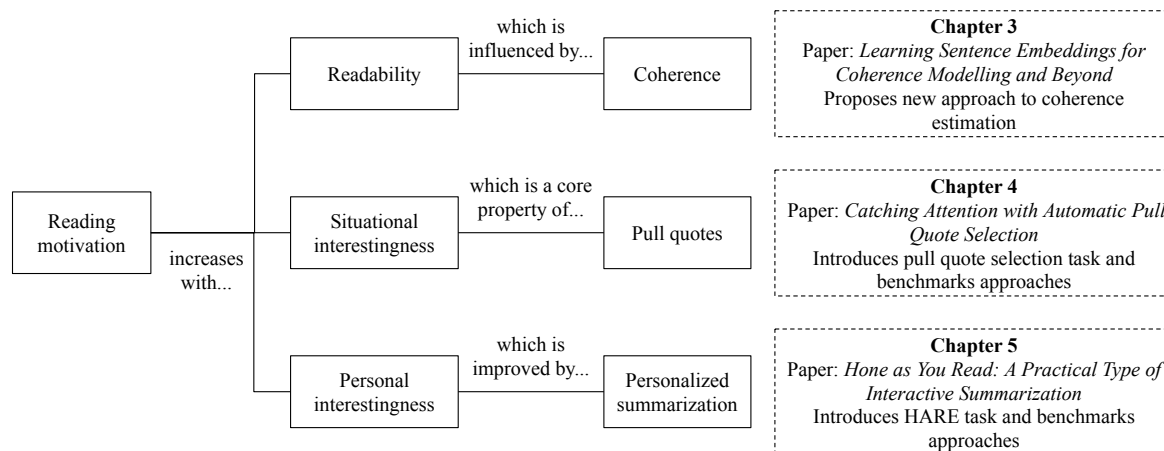 which is
influenced by...
Readability
Coherence
Chapter 3
Paper: Learning Sentence Embeddings for
Coherence Modelling and Beyond
Proposes new approach to coherence
estimation
Reading
motivation
increases
with...
which is a core
property of...
Situational
interestingness
Pull quotes
Chapter 4
Paper: Catching Attention with Automatic Pull
Quote Selection
Introduces pull quote selection task and
benchmarks approaches
which is
improved by...
Personal
interestingness
Personalized
summarization
Chapter 5
Paper: Hone as You Read: A Practical Type of
Interactive Summarization
Introduces HARE task and benchmarks
approaches